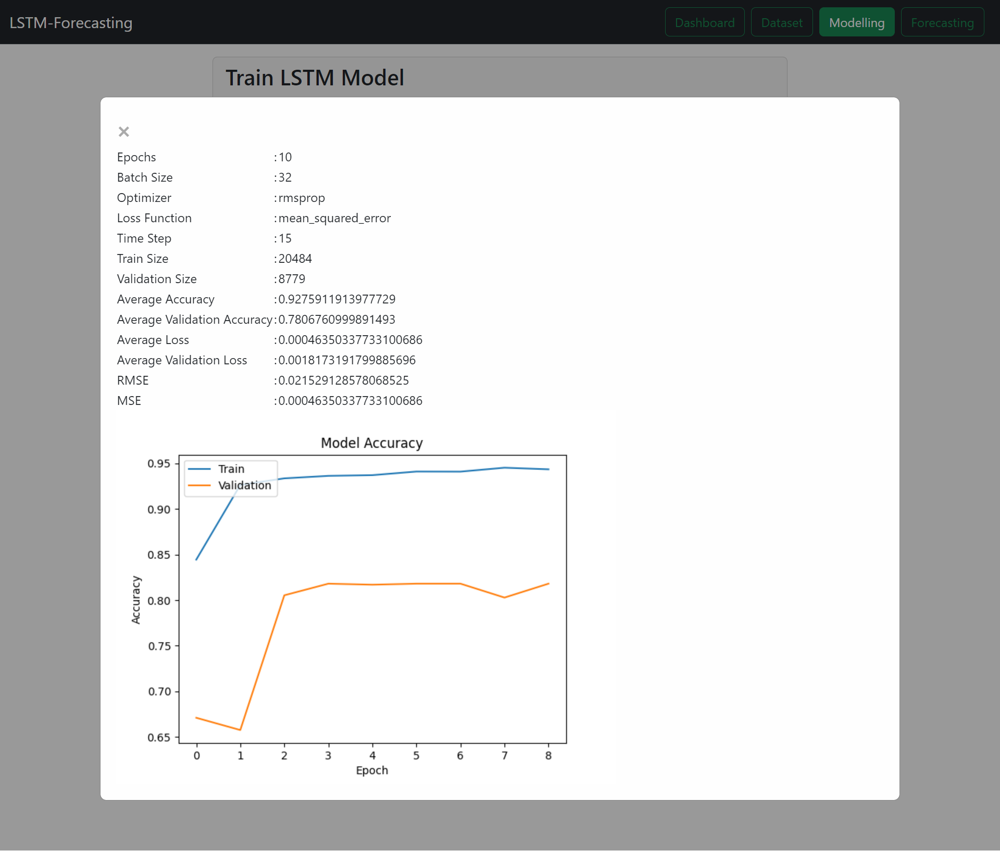 LSTM-Forecasting
Dashboard Dataset Modelling Forecasting
Train LSTM Model
×
Epochs :10
Batch Size :32
Optimizer :rmsprop
Loss Function :mean_squared_error
Time Step :15
Train Size :20484
Validation Size :8779
Average Accuracy :0.9275911913977729
Average Validation Accuracy:0.7806760999891493
Average Loss :0.00046350337733100686
Average Validation Loss :0.0018173191799885696
RMSE :0.021529128578068525
MSE :0.00046350337733100686
Model Accuracy
Train
Validation
0.95
0.90
0.85
0.80
0.75
0.70
0.65
Accuracy
0 1 2 3 4 5 6 7 8
Epoch